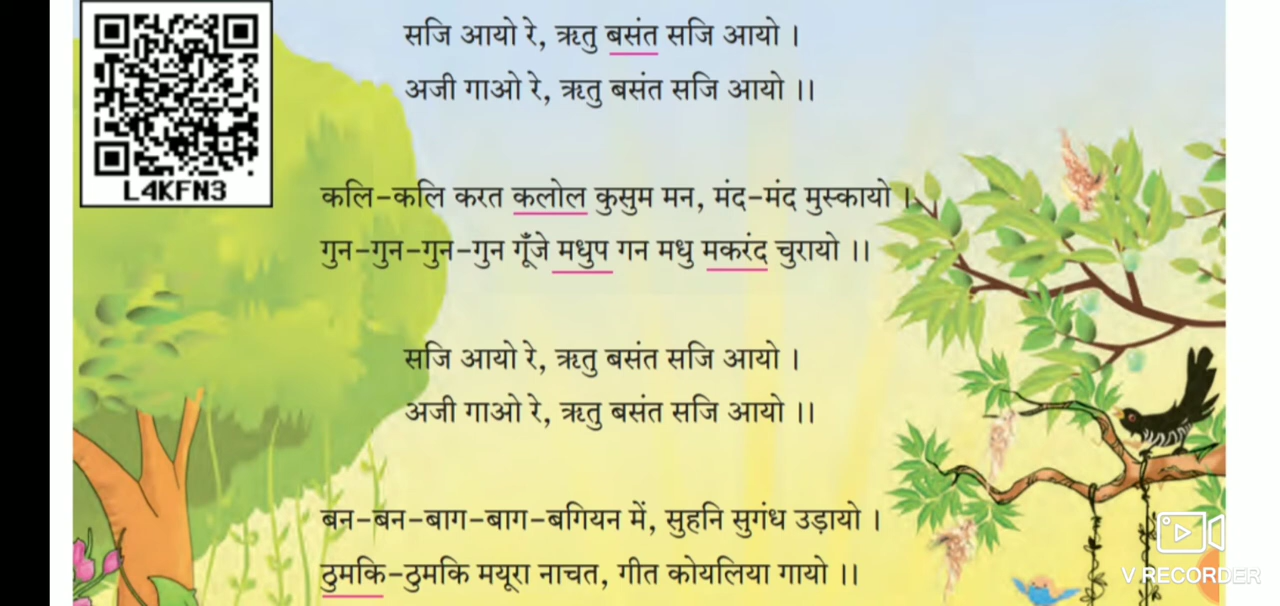 सजि आयो रे, ऋतु बसंत सजि आयो ।
अजी गाओ रे, ऋतु बसंत सजि आयो ।।
L4KFN3
कलि-कलि करत कलोल कुसुम मन, मंद-मंद मुस्कायो ।
गुन-गुन-गुन-गुन गूँजे मधुप गन मधु मकरंद चुरायो ।।
सजि आयो रे, ऋतु बसंत सजि आयो ।
अजी गाओ रे, ऋतु बसंत सजि आयो ।।
बन-बन-बाग-बाग-बगियन में, सुहनि सुगंध उड़ायो ।
ठुमकि-ठुमकि मयूरा नाचत, गीत कोयलिया गायो ।।
V RECORDER